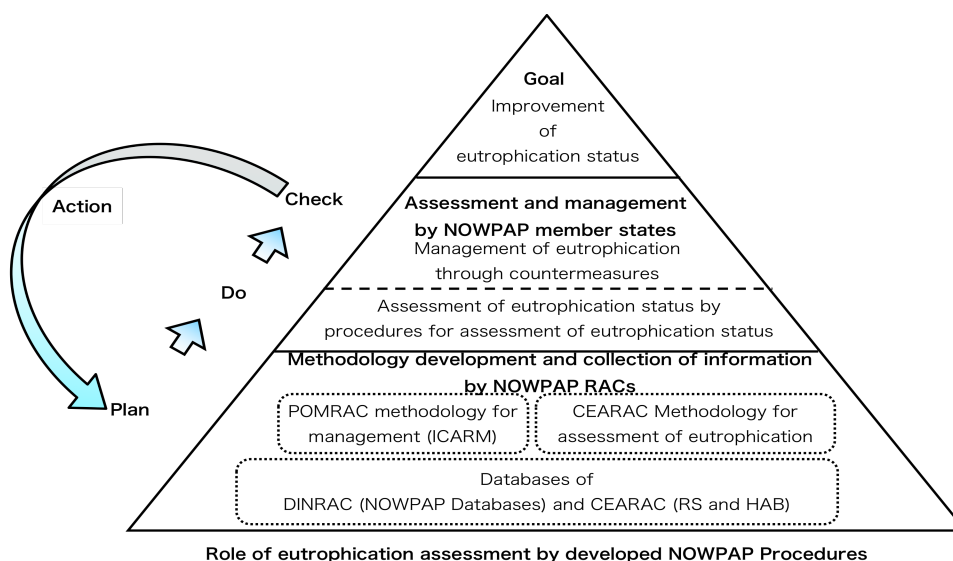 Goal
Improvement
of
eutrophication status
Action
Check
Do
Plan
Assessment and management
by NOWPAP member states
Management of eutrophication
through countermeasures
Assessment of eutrophication status by
procedures for assessment of eutrophication status
Methodology development and collection of information
by NOWPAP RACs
POMRAC methodology for
management (ICARM)
CEARAC Methodology for
assessment of eutrophication
Databases of
DINRAC (NOWPAP Databases) and CEARAC (RS and HAB)
Role of eutrophication assessment by developed NOWPAP Procedures